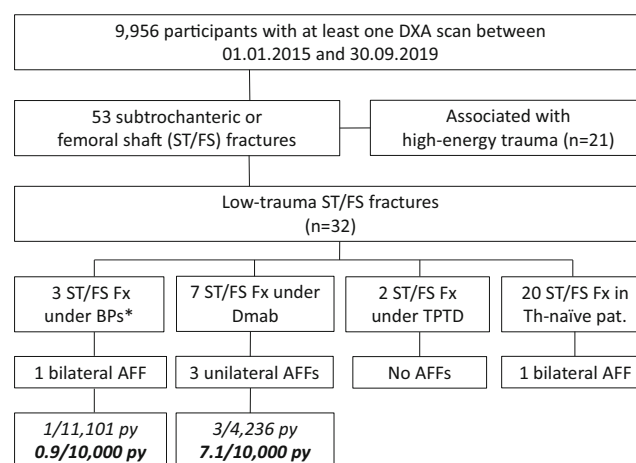 9,956 participants with at least one DXA scan between
01.01.2015 and 30.09.2019
53 subtrochanteric or
femoral shaft (ST/FS) fractures
Associated with
high-energy trauma (n=21)
Low-trauma ST/FS fractures
(n=32)
3 ST/FS Fx
under BPs*
7 ST/FS Fx under
Dmab
2 ST/FS Fx
under TPTD
20 ST/FS Fx in
Th-naïve pat.
1 bilateral AFF
3 unilateral AFFs
No AFFs
1 bilateral AFF
1/11,101 py
0.9/10,000 py
3/4,236 py
7.1/10,000 py